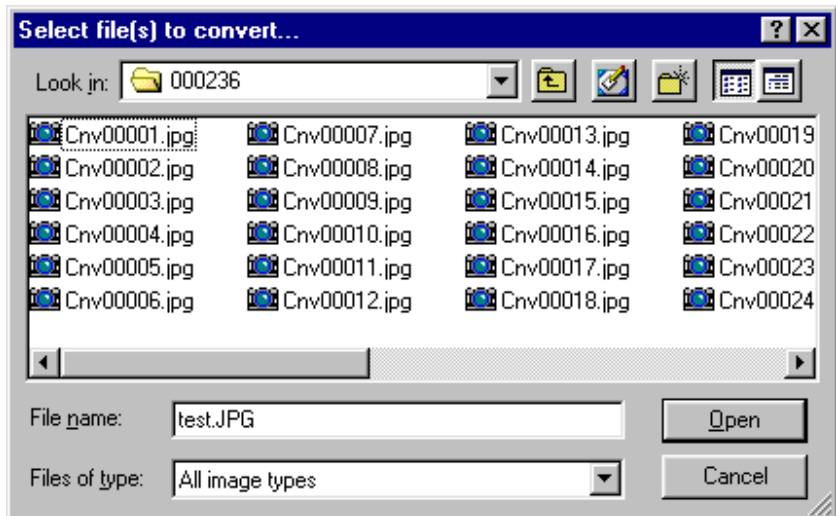 Select file(s) to convert...
Look in: 000236
Cnv00001.jpg Cnv00007.jpg Cnv00013.jpg Cnv00019
Cnv00002.jpg Cnv00008.jpg Cnv00014.jpg Cnv00020
Cnv00003.jpg Cnv00009.jpg Cnv00015.jpg Cnv00021
Cnv00004.jpg Cnv00010.jpg Cnv00016.jpg Cnv00022
Cnv00005.jpg Cnv00011.jpg Cnv00017.jpg Cnv00023
Cnv00006.jpg Cnv00012.jpg Cnv00018.jpg Cnv00024
File name: test.JPG Open
Files of type: All image types Cancel